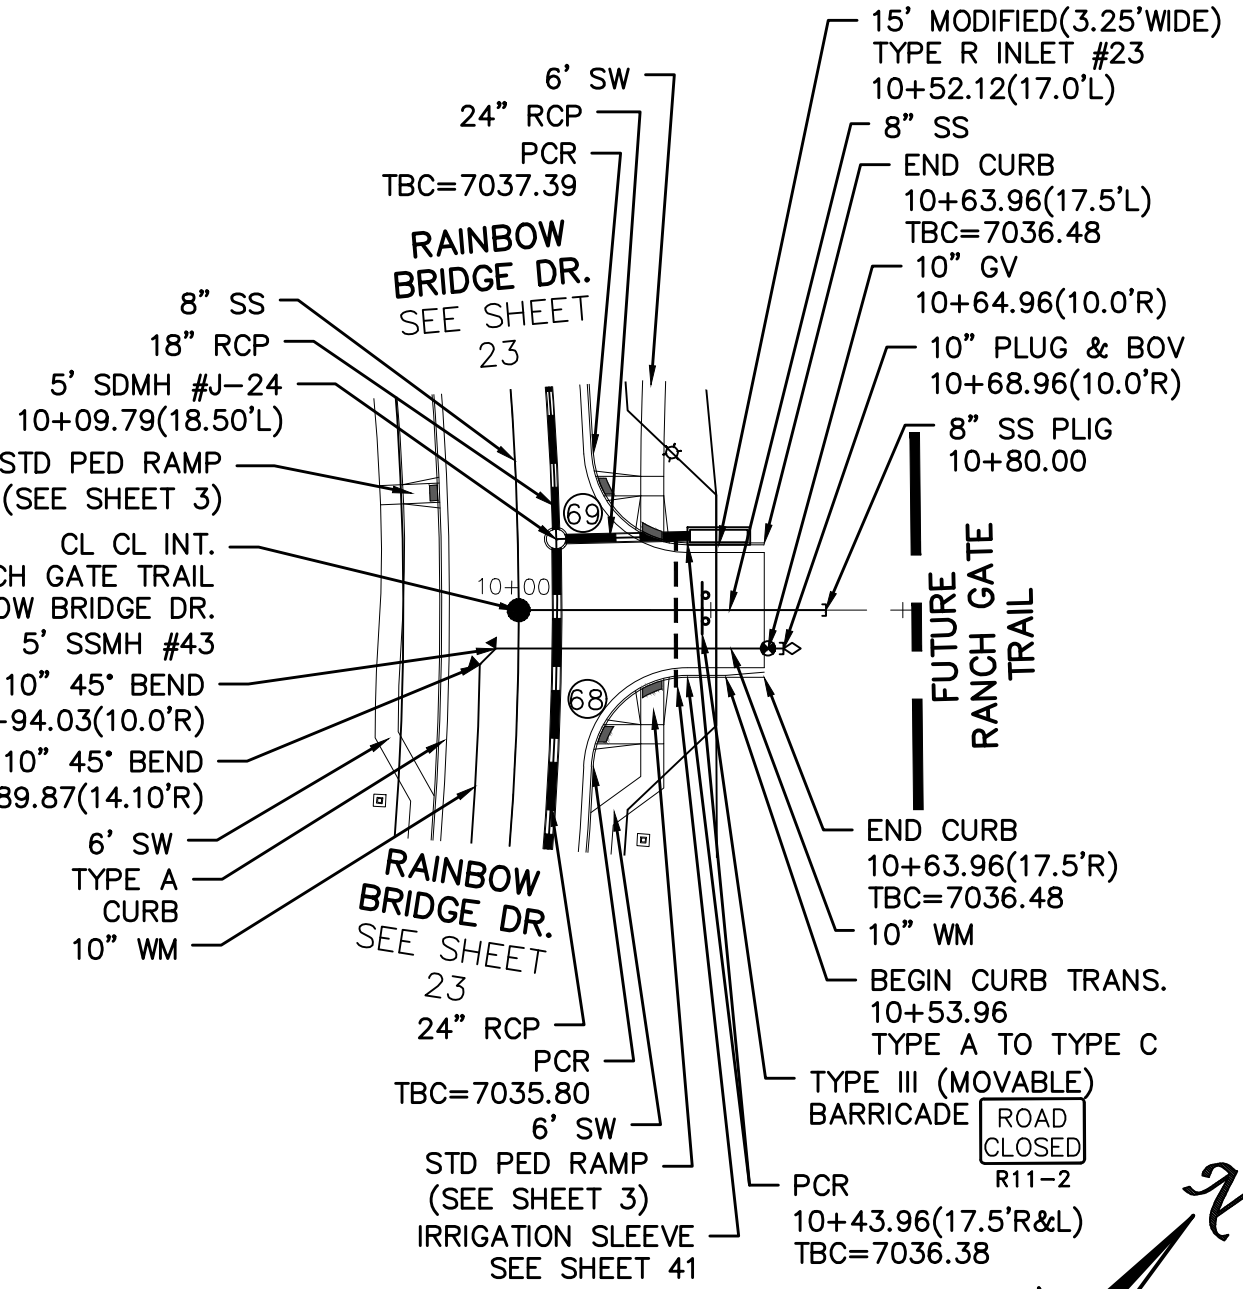 15' MODIFIED(3.25'WIDE)
TYPE R INLET #23
10+52.12(17.0'L)
6' SW
24" RCP
8" SS
PCR
TBC=7037.39
END CURB
10+63.96(17.5'L)
TBC=7036.48
RAINBOW
BRIDGE DR.
SEE SHEET
23
10" GV
10+64.96(10.0'R)
8" SS
18" RCP
10" PLUG & BOV
10+68.96(10.0'R)
5' SDMH #J-24
10+09.79(18.50'L)
8" SS PLIG
10+80.00
STD PED RAMP
(SEE SHEET 3)
69
CL CL INT.
CH GATE TRAIL
OW BRIDGE DR.
5' SSMH #43
10+00
FUTURE
RANCH GATE
TRAIL
10" 45° BEND
-94.03(10.0'R)
68
10" 45° BEND
89.87(14.10'R)
6' SW
TYPE A
CURB
10" WM
END CURB
10+63.96(17.5'R)
TBC=7036.48
10" WM
RAINBOW
BRIDGE DR.
SEE SHEET
23
BEGIN CURB TRANS.
10+53.96
TYPE A TO TYPE C
24" RCP
PCR
TBC=7035.80
TYPE III (MOVABLE)
BARRICADE
ROAD
CLOSED
R11-2
6' SW
STD PED RAMP
(SEE SHEET 3)
PCR
10+43.96(17.5'R&L)
TBC=7036.38
IRRIGATION SLEEVE
SEE SHEET 41